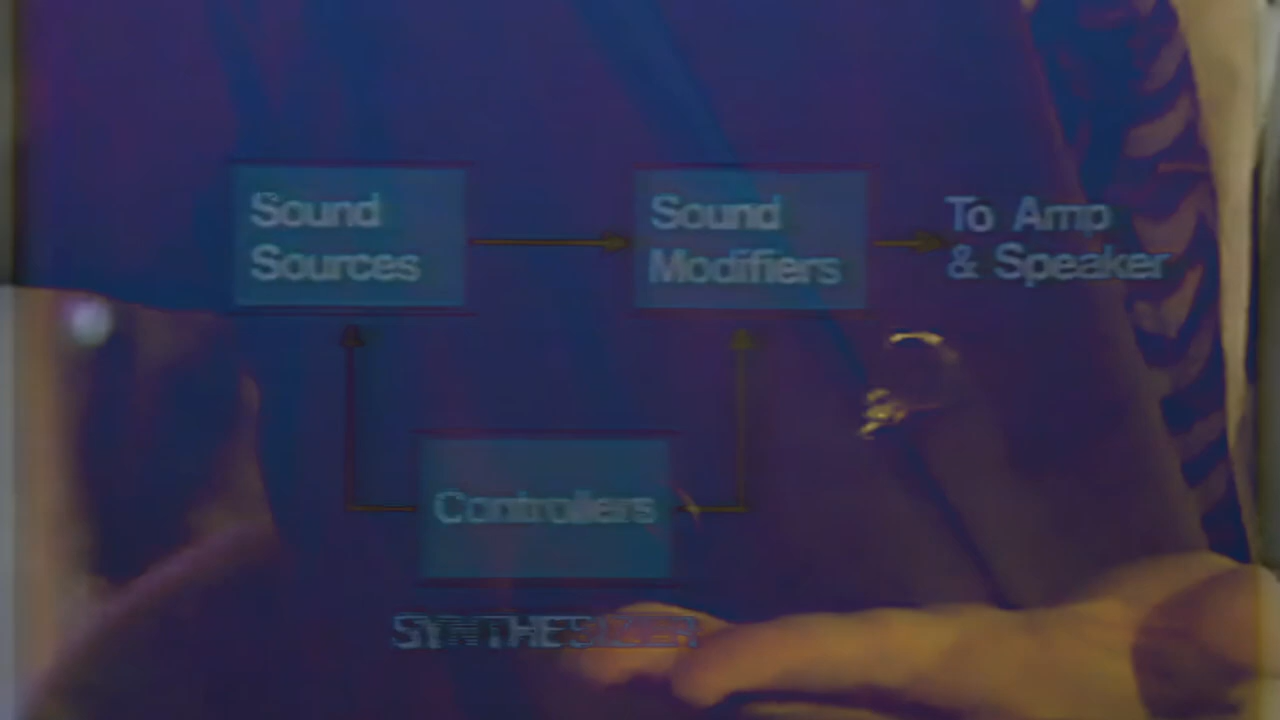 Sound
Sources
Sound
Modifiers
To Amp
& Speaker
Controllers
SYNTHESIZER